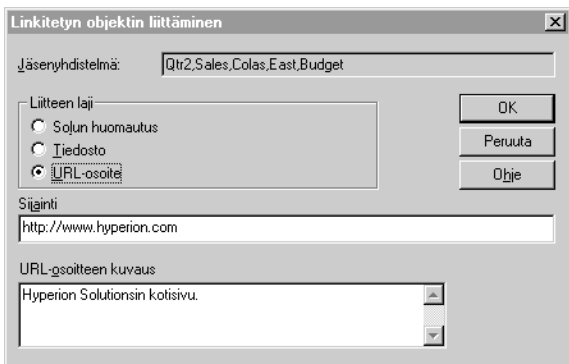 Linkitetyn objektin liittäminen
Jäsenyhdistelmä:
Qtr2,Sales,Colas,East,Budget
Liitteen laji
Solun huomautus
Tiedosto
URL-osoite
OK
Peruuta
Ohje
Sijainti
http://www.hyperion.com
URL-osoitteen kuvaus
Hyperion Solutionsin kotisivu.